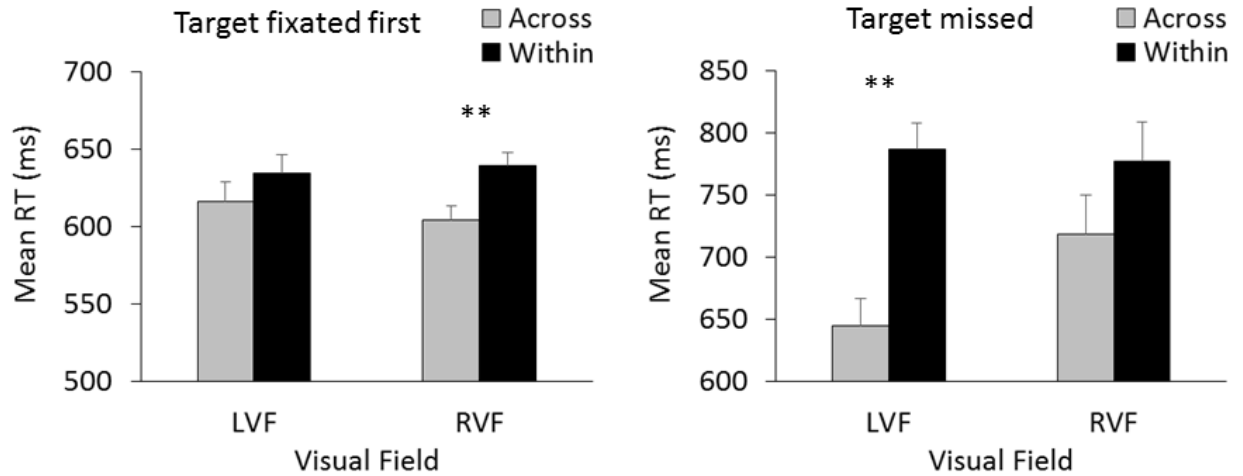 Target fixated first
Across
Within
700
650
600
550
500
Mean RT (ms)
**
LVF
RVF
Visual Field
Target missed
Across
Within
850
800
750
700
650
600
Mean RT (ms)
**
LVF
RVF
Visual Field